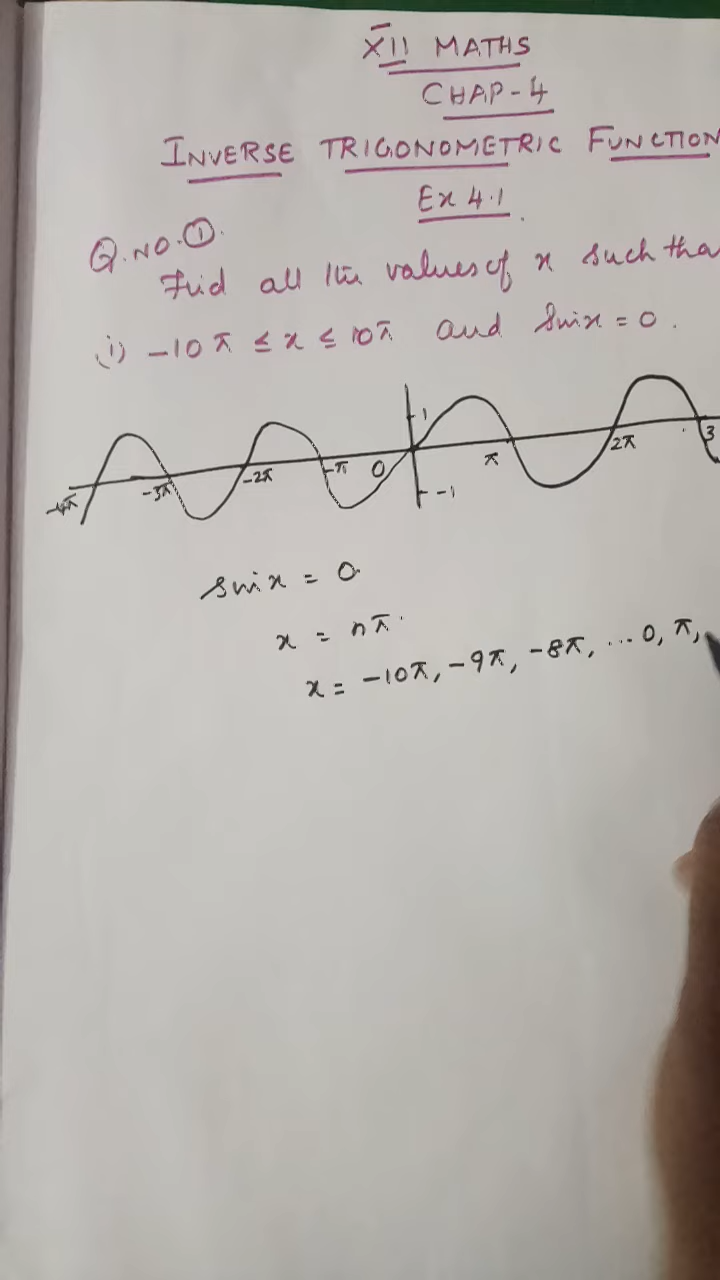 XII MATHS
CHAP-4
INVERSE TRIGONOMETRIC FUNCTION
Ex 4.1.
Q.NO.①.
Find all the values of x such tha
(i) -10π ≤ x ≤ 10π and Sin x = 0.
1
-4π -3π -2π -π 0 π 2π 3
-1
sin x = 0.
x = nπ.
x = -10π, -9π, -8π, ... 0, π,